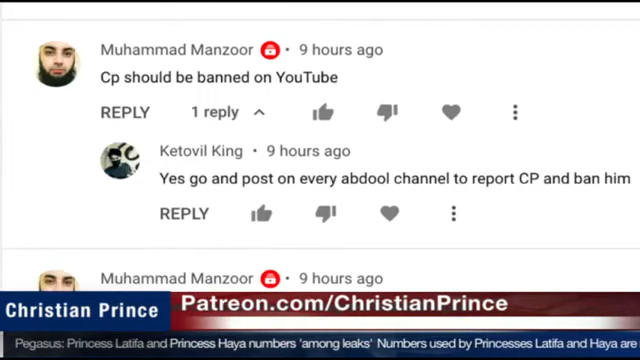 Muhammad Manzoor • 9 hours ago
Cp should be banned on YouTube
REPLY 1 reply
Ketovil King • 9 hours ago
Yes go and post on every abdool channel to report CP and ban him
REPLY
Muhammad Manzoor • 9 hours ago
Christian Prince
Patreon.com/ChristianPrince
Pegasus: Princess Latifa and Princess Haya numbers 'among leaks' Numbers used by Princesses Latifa and Haya are